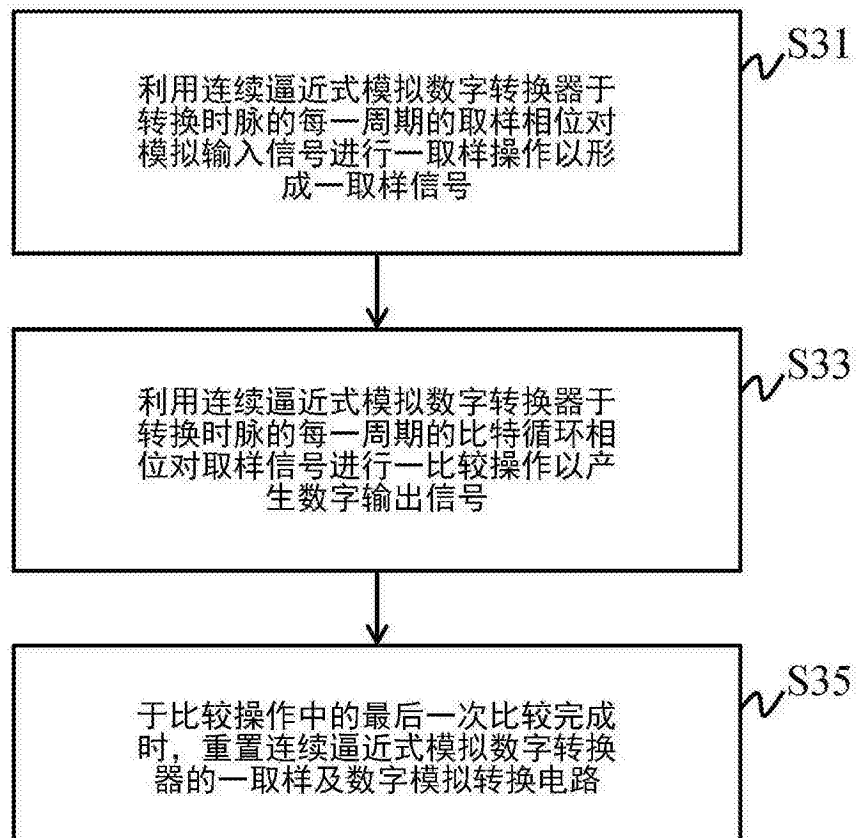 S31
利用连续逼近式模拟数字转换器于
转换时脉的每一周期的取样相位对
模拟输入信号进行一取样操作以形
成一取样信号
S33
利用连续逼近式模拟数字转换器于
转换时脉的每一周期的比特循环相
位对取样信号进行一比较操作以产
生数字输出信号
S35
于比较操作中的最后一次比较完成
时，重置连续逼近式模拟数字转换
器的一取样及数字模拟转换电路